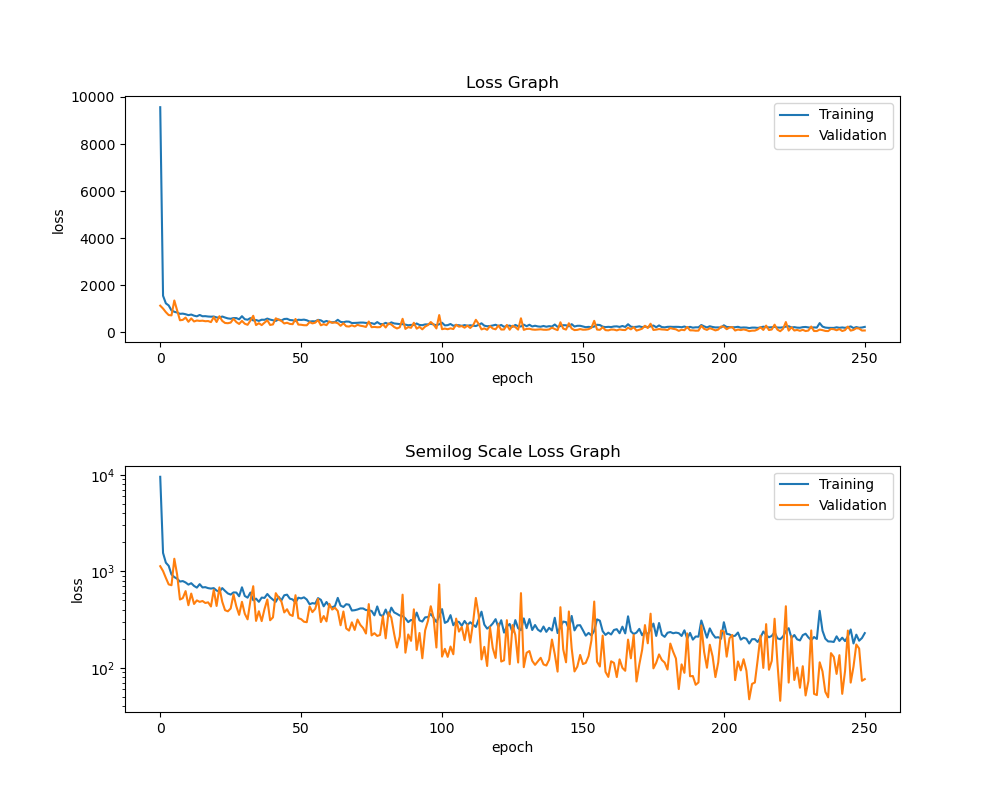 Loss Graph
10000
8000
6000
4000
2000
0
loss
Training
Validation
0 50 100 150 200 250
epoch
Semilog Scale Loss Graph
10⁴
10³
10²
loss
Training
Validation
0 50 100 150 200 250
epoch